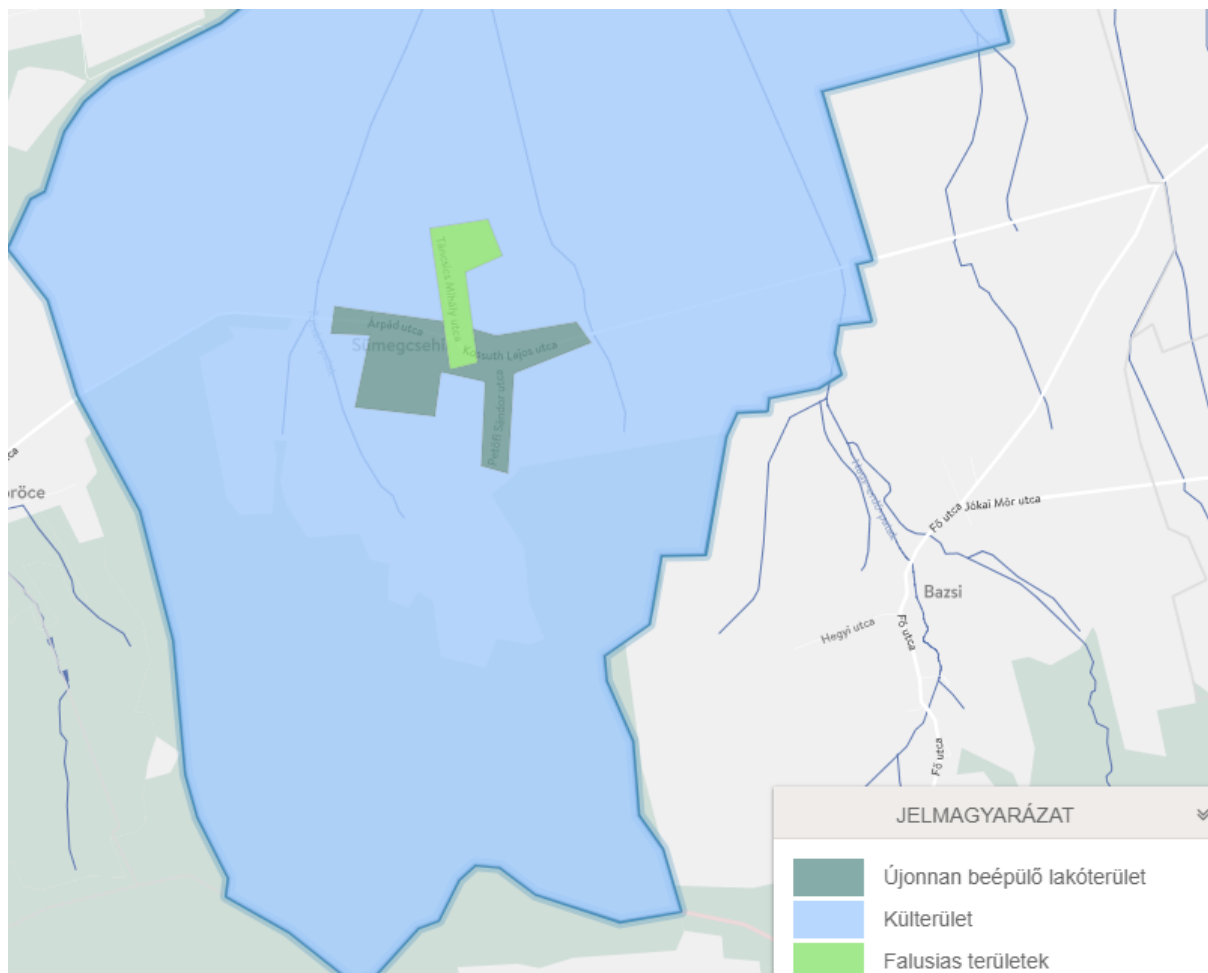 Táncsics Mihály utca
Árpád utca
Sümegcsehi
Kossuth Lajos utca
Petőfi Sándor utca
Fő utca
Jókai Mór utca
Bazsi
Hegyi utca
Fő utca
Fő utca
JELMAGYARÁZAT
Újonnan beépülő lakóterület
Külterület
Falusias területek